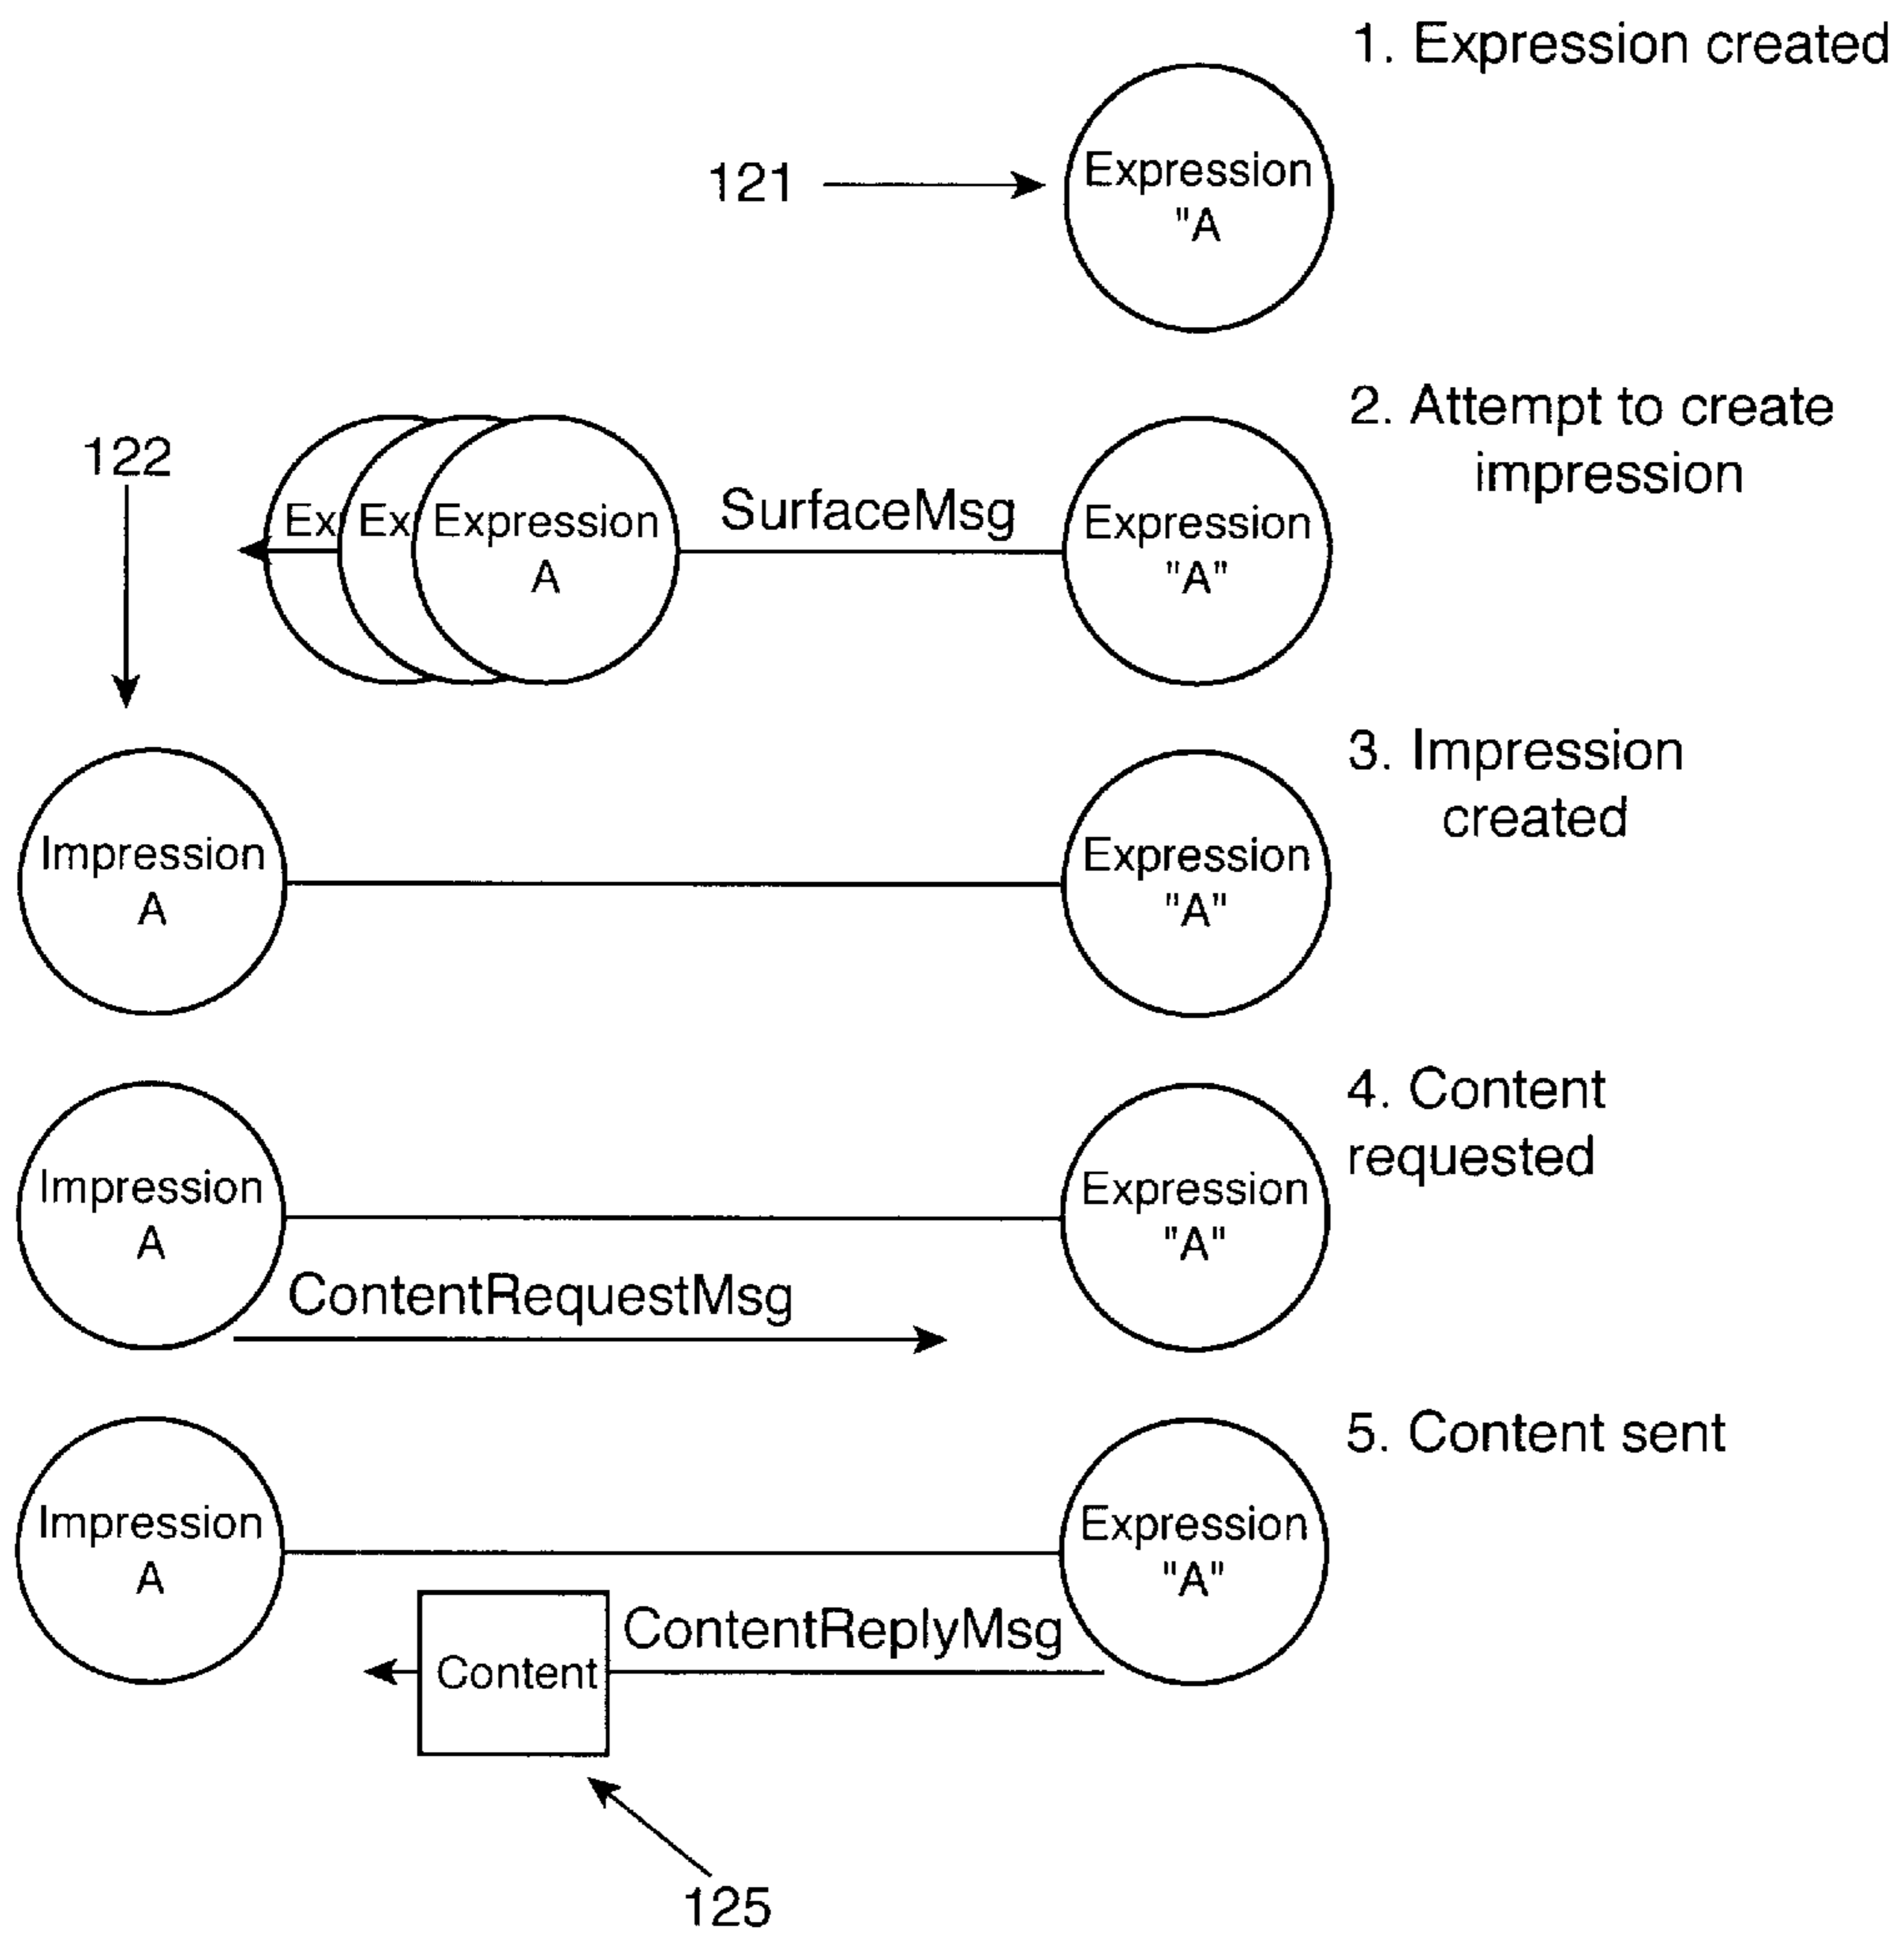 1. Expression created
121
Expression
"A
2. Attempt to create
impression
122
Ex
Ex
Expression
A
SurfaceMsg
Expression
"A"
3. Impression
created
Impression
A
Expression
"A"
4. Content
requested
Impression
A
Expression
"A"
ContentRequestMsg
5. Content sent
Impression
A
Expression
"A"
ContentReplyMsg
Content
125